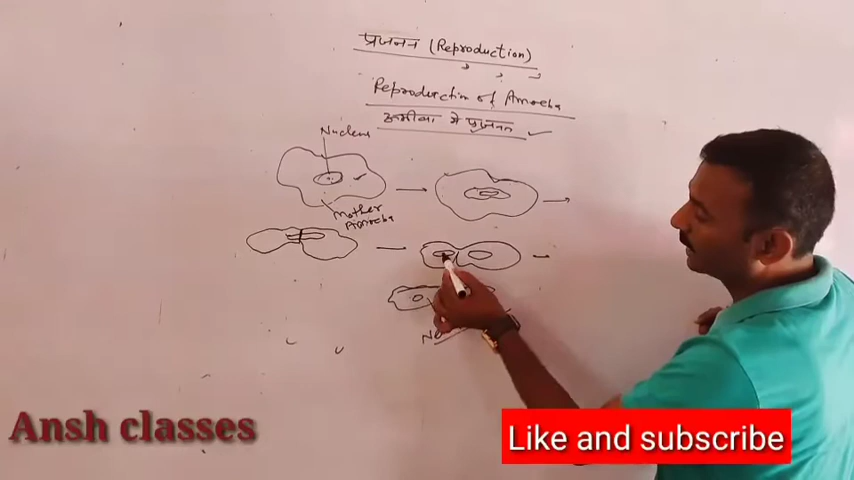 प्रजनन (Reproduction)
Reproduction of Amoeba
अमीबा मे प्रजनन
Nucleus
Mother
Amoeba
Ansh classes
Like and subscribe